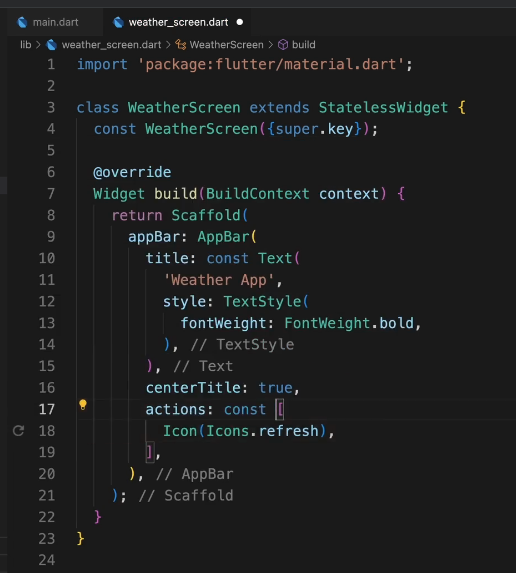 main.dart
weather_screen.dart
lib > weather_screen.dart > WeatherScreen > build
1 import 'package:flutter/material.dart';
2
3 class WeatherScreen extends StatelessWidget {
4   const WeatherScreen({super.key});
5
6   @override
7   Widget build(BuildContext context) {
8     return Scaffold(
9       appBar: AppBar(
10         title: const Text(
11           'Weather App',
12           style: TextStyle(
13             fontWeight: FontWeight.bold,
14           ), // TextStyle
15         ), // Text
16         centerTitle: true,
17         actions: const [
18           Icon(Icons.refresh),
19         ],
20       ), // AppBar
21     ); // Scaffold
22   }
23 }
24